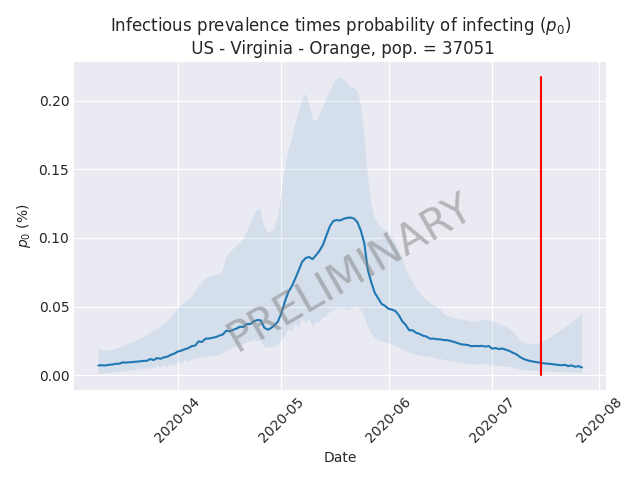 Infectious prevalence times probability of infecting (p₀)
US - Virginia - Orange, pop. = 37051
0.20
0.15
0.10
0.05
0.00
p₀ (%)
PRELIMINARY
2020-04
2020-05
2020-06
2020-07
2020-08
Date